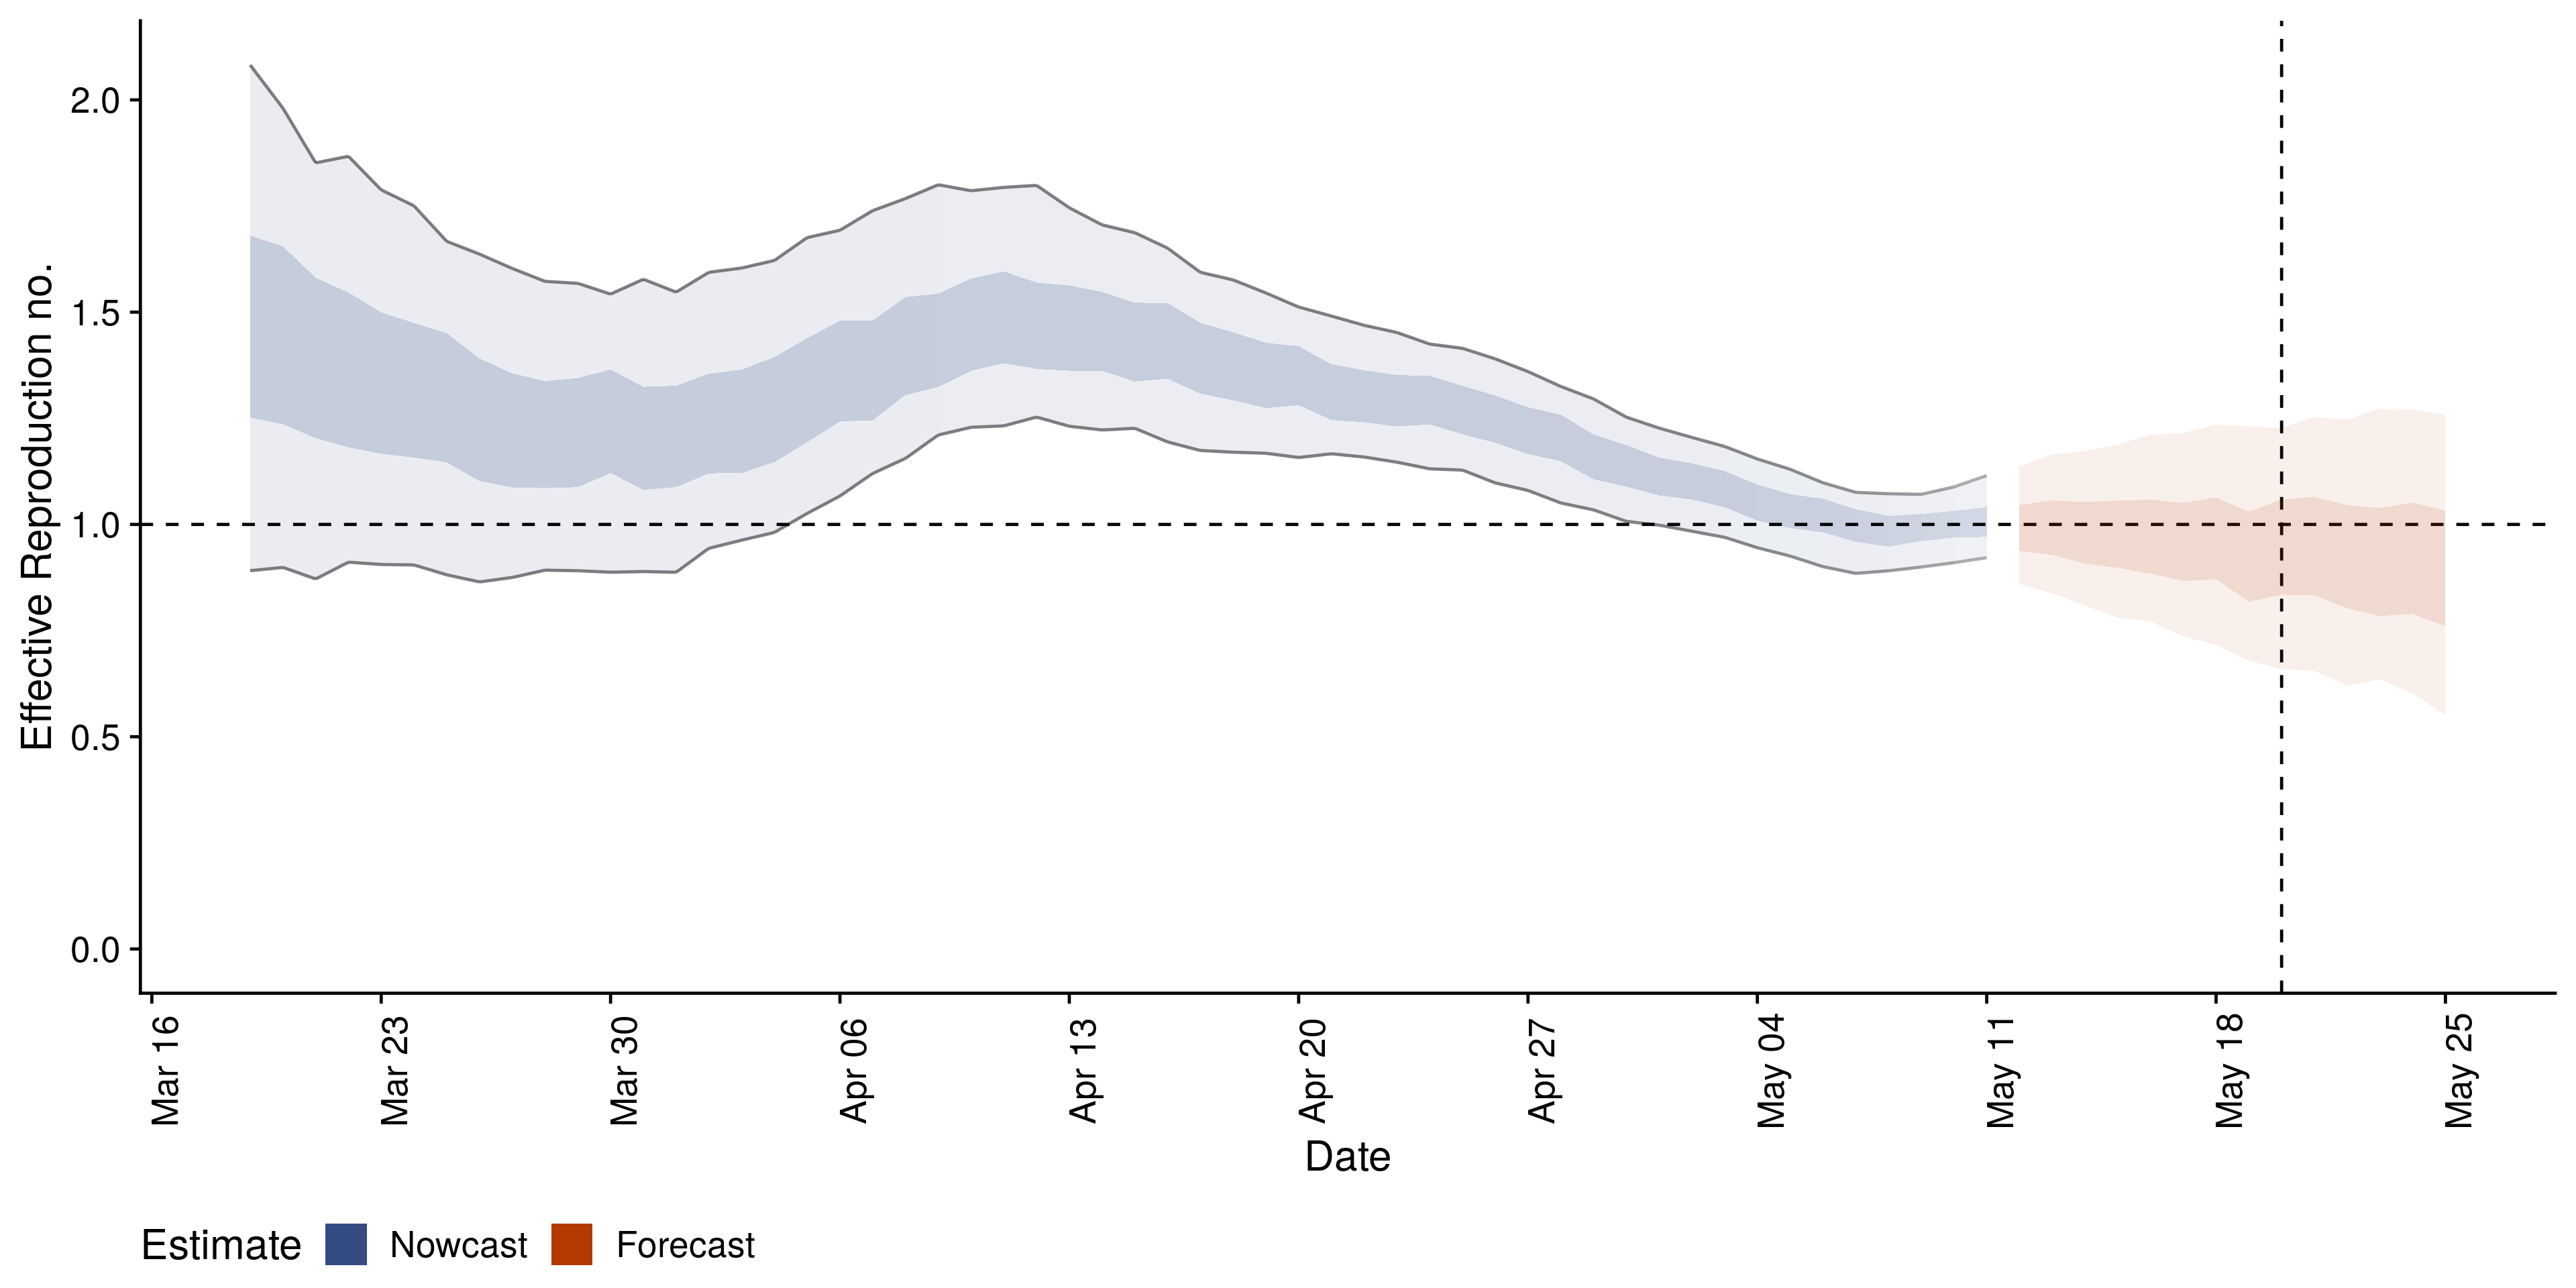 Effective Reproduction no.
2.0
1.5
1.0
0.5
0.0
Mar 16
Mar 23
Mar 30
Apr 06
Apr 13
Apr 20
Apr 27
May 04
May 11
May 18
May 25
Date
Estimate Nowcast Forecast